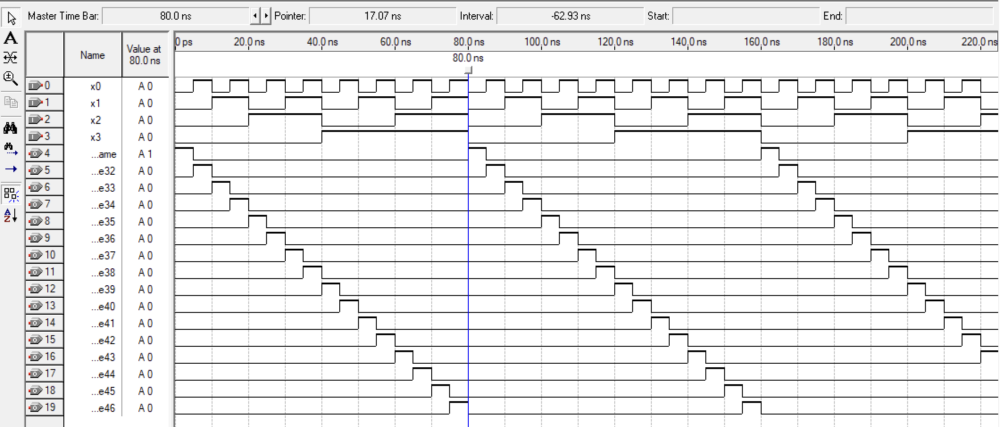 Master Time Bar: 80.0 ns Pointer: 17.07 ns Interval: -62.93 ns Start: End:
Name Value at 80.0 ns
0 ps 20.0 ns 40.0 ns 60.0 ns 80.0 ns 100.0 ns 120.0 ns 140.0 ns 160.0 ns 180.0 ns 200.0 ns 220.0 ns
80.0 ns
0 x0 A 0
1 x1 A 0
2 x2 A 0
3 x3 A 0
4 ...ame A 1
5 ...e32 A 0
6 ...e33 A 0
7 ...e34 A 0
8 ...e35 A 0
9 ...e36 A 0
10 ...e37 A 0
11 ...e38 A 0
12 ...e39 A 0
13 ...e40 A 0
14 ...e41 A 0
15 ...e42 A 0
16 ...e43 A 0
17 ...e44 A 0
18 ...e45 A 0
19 ...e46 A 0
A
A
Z